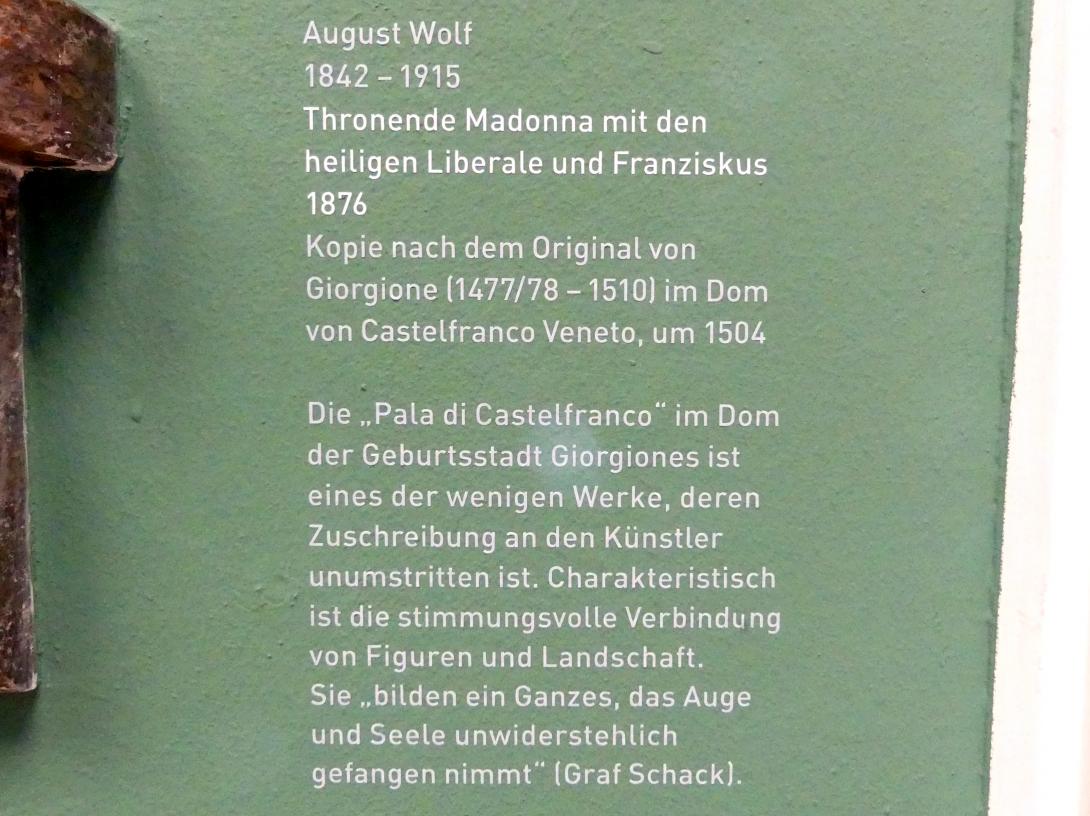 August Wolf
1842 – 1915
Thronende Madonna mit den
heiligen Liberale und Franziskus
1876
Kopie nach dem Original von
Giorgione (1477/78 – 1510) im Dom
von Castelfranco Veneto, um 1504
Die „Pala di Castelfranco“ im Dom
der Geburtsstadt Giorgiones ist
eines der wenigen Werke, deren
Zuschreibung an den Künstler
unumstritten ist. Charakteristisch
ist die stimmungsvolle Verbindung
von Figuren und Landschaft.
Sie „bilden ein Ganzes, das Auge
und Seele unwiderstehlich
gefangen nimmt“ (Graf Schack).